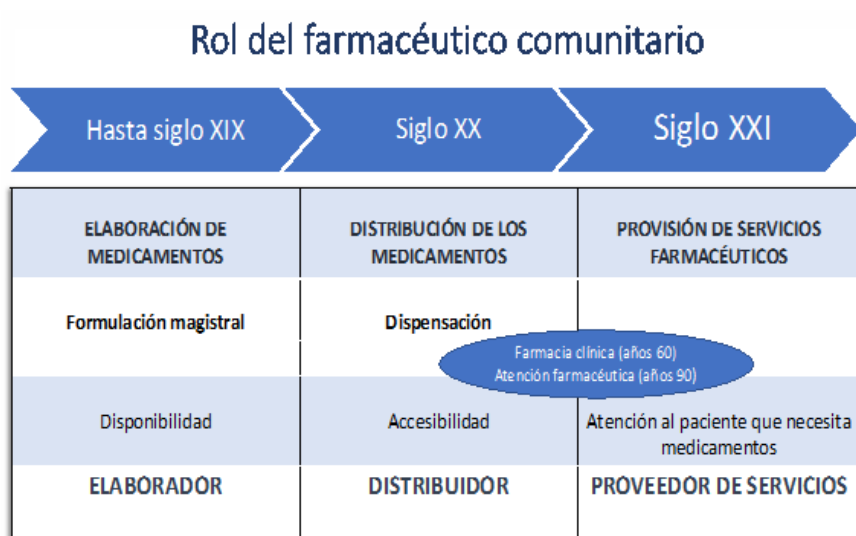 Rol del farmacéutico comunitario
Hasta siglo XIX
Siglo XX
Siglo XXI
ELABORACIÓN DE
MEDICAMENTOS
DISTRIBUCIÓN DE LOS
MEDICAMENTOS
PROVISIÓN DE SERVICIOS
FARMACÉUTICOS
Formulación magistral
Dispensación
Farmacia clínica (años 60)
Atención farmacéutica (años 90)
Disponibilidad
Accesibilidad
Atención al paciente que necesita
medicamentos
ELABORADOR
DISTRIBUIDOR
PROVEEDOR DE SERVICIOS